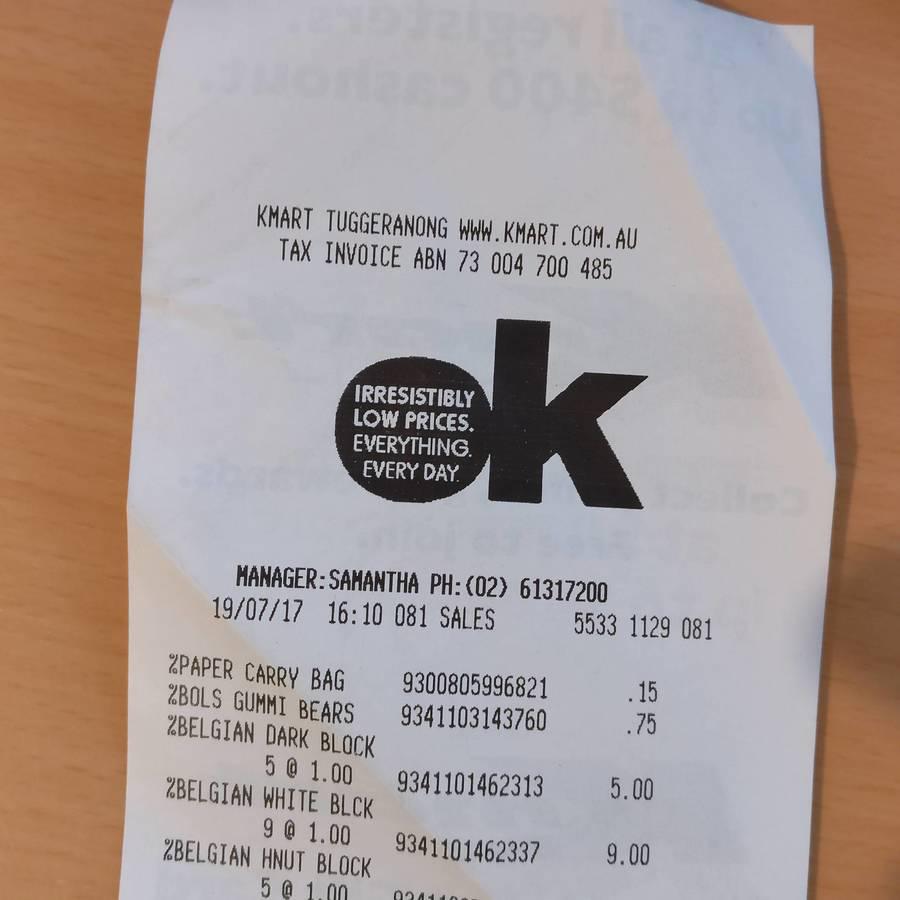 KMART TUGGERANONG WWW.KMART.COM.AU
TAX INVOICE ABN 73 004 700 485
IRRESISTIBLY
LOW PRICES.
EVERYTHING.
EVERY DAY.
k
MANAGER:SAMANTHA PH:(02) 61317200
19/07/17 16:10 081 SALES 5533 1129 081
%PAPER CARRY BAG 9300805996821 .15
%BOLS GUMMI BEARS 9341103143760 .75
%BELGIAN DARK BLOCK
5 @ 1.00 9341101462313 5.00
%BELGIAN WHITE BLCK
9 @ 1.00 9341101462337 9.00
%BELGIAN HNUT BLOCK
5 @ 1.00